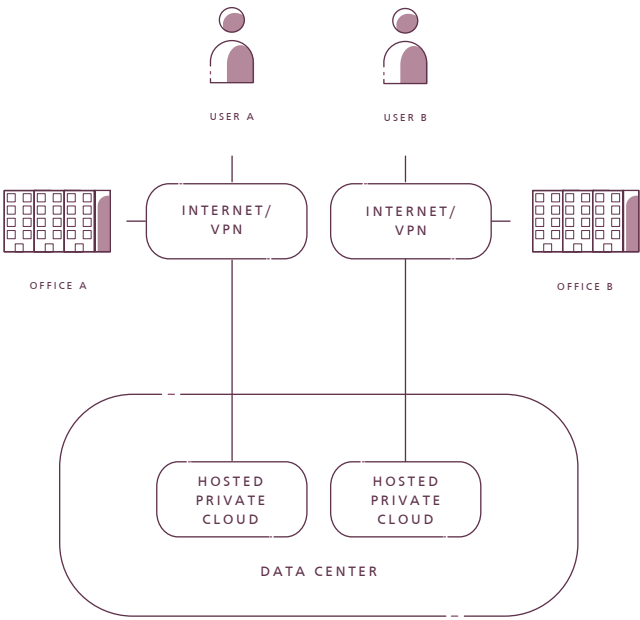 USER A
USER B
INTERNET/
VPN
INTERNET/
VPN
OFFICE A
OFFICE B
HOSTED
PRIVATE
CLOUD
HOSTED
PRIVATE
CLOUD
DATA CENTER